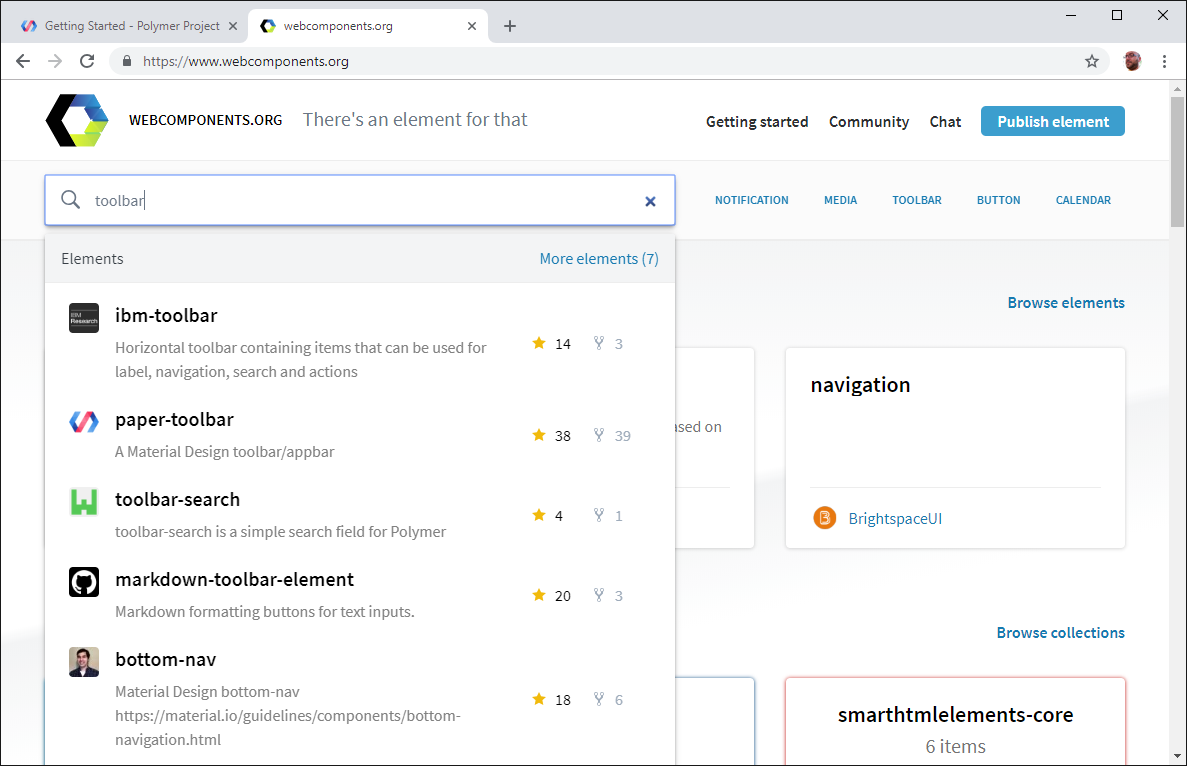 Getting Started - Polymer Project
webcomponents.org
https://www.webcomponents.org
WEBCOMPONENTS.ORG
There's an element for that
Getting started
Community
Chat
Publish element
toolbar
NOTIFICATION
MEDIA
TOOLBAR
BUTTON
CALENDAR
Elements
More elements (7)
Browse elements
IBM
Research
ibm-toolbar
Horizontal toolbar containing items that can be used for
label, navigation, search and actions
14
3
paper-toolbar
A Material Design toolbar/appbar
38
39
toolbar-search
toolbar-search is a simple search field for Polymer
4
1
markdown-toolbar-element
Markdown formatting buttons for text inputs.
20
3
bottom-nav
Material Design bottom-nav
https://material.io/guidelines/components/bottom-
navigation.html
18
6
ased on
navigation
BrightspaceUI
Browse collections
smarthtmlelements-core
6 items